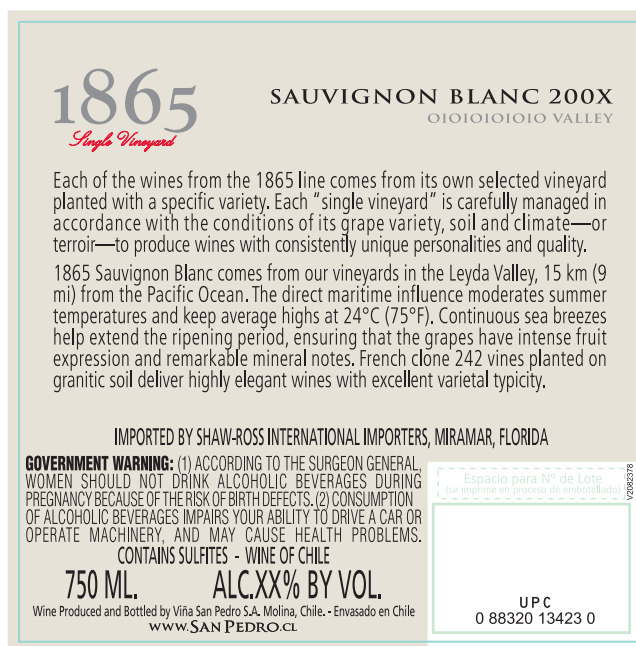 1865
Single Vineyard
SAUVIGNON BLANC 200X
OIOIOIOIOIO VALLEY
Each of the wines from the 1865 line comes from its own selected vineyard
planted with a specific variety. Each “single vineyard” is carefully managed in
accordance with the conditions of its grape variety, soil and climate—or
terroir—to produce wines with consistently unique personalities and quality.
1865 Sauvignon Blanc comes from our vineyards in the Leyda Valley, 15 km (9
mi) from the Pacific Ocean. The direct maritime influence moderates summer
temperatures and keep average highs at 24°C (75°F). Continuous sea breezes
help extend the ripening period, ensuring that the grapes have intense fruit
expression and remarkable mineral notes. French clone 242 vines planted on
granitic soil deliver highly elegant wines with excellent varietal typicity.
IMPORTED BY SHAW-ROSS INTERNATIONAL IMPORTERS, MIRAMAR, FLORIDA
GOVERNMENT WARNING: (1) ACCORDING TO THE SURGEON GENERAL,
WOMEN SHOULD NOT DRINK ALCOHOLIC BEVERAGES DURING
PREGNANCY BECAUSE OF THE RISK OF BIRTH DEFECTS. (2) CONSUMPTION
OF ALCOHOLIC BEVERAGES IMPAIRS YOUR ABILITY TO DRIVE A CAR OR
OPERATE MACHINERY, AND MAY CAUSE HEALTH PROBLEMS.
CONTAINS SULFITES - WINE OF CHILE
750 ML. ALC.XX% BY VOL.
Wine Produced and Bottled by Viña San Pedro S.A. Molina, Chile. - Envasado en Chile
WWW.SAN PEDRO.CL
Espacio para Nº de Lote
(se imprime en proceso de embotellado)
V2082378
UPC
0 88320 13423 0